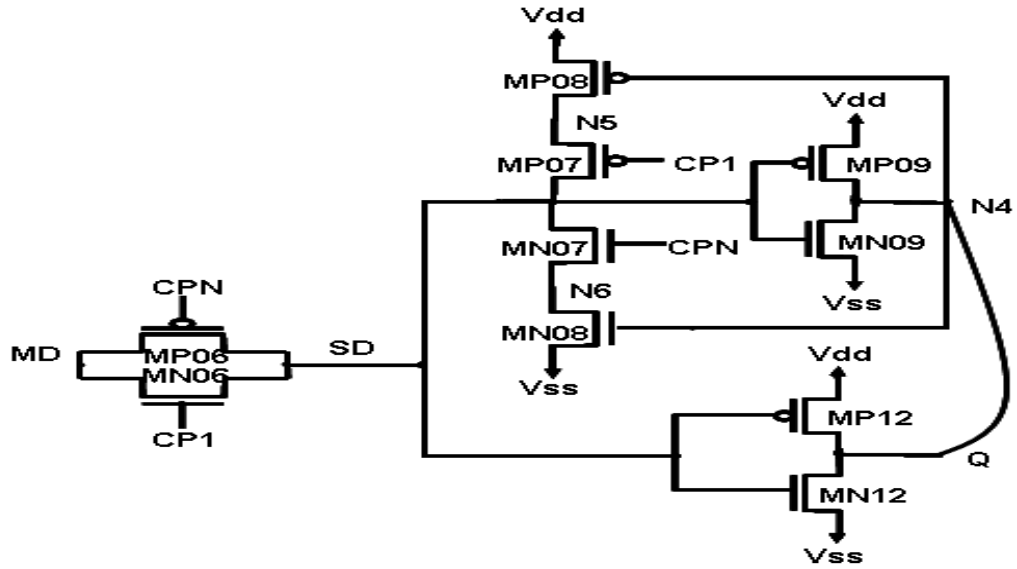 Vdd
MP08
Vdd
N5
MP07
CP1
MP09
N4
MN07
CPN
MN09
CPN
N6
Vss
MD
MP06
SD
MN08
Vdd
MN06
Vss
CP1
MP12
Q
MN12
Vss